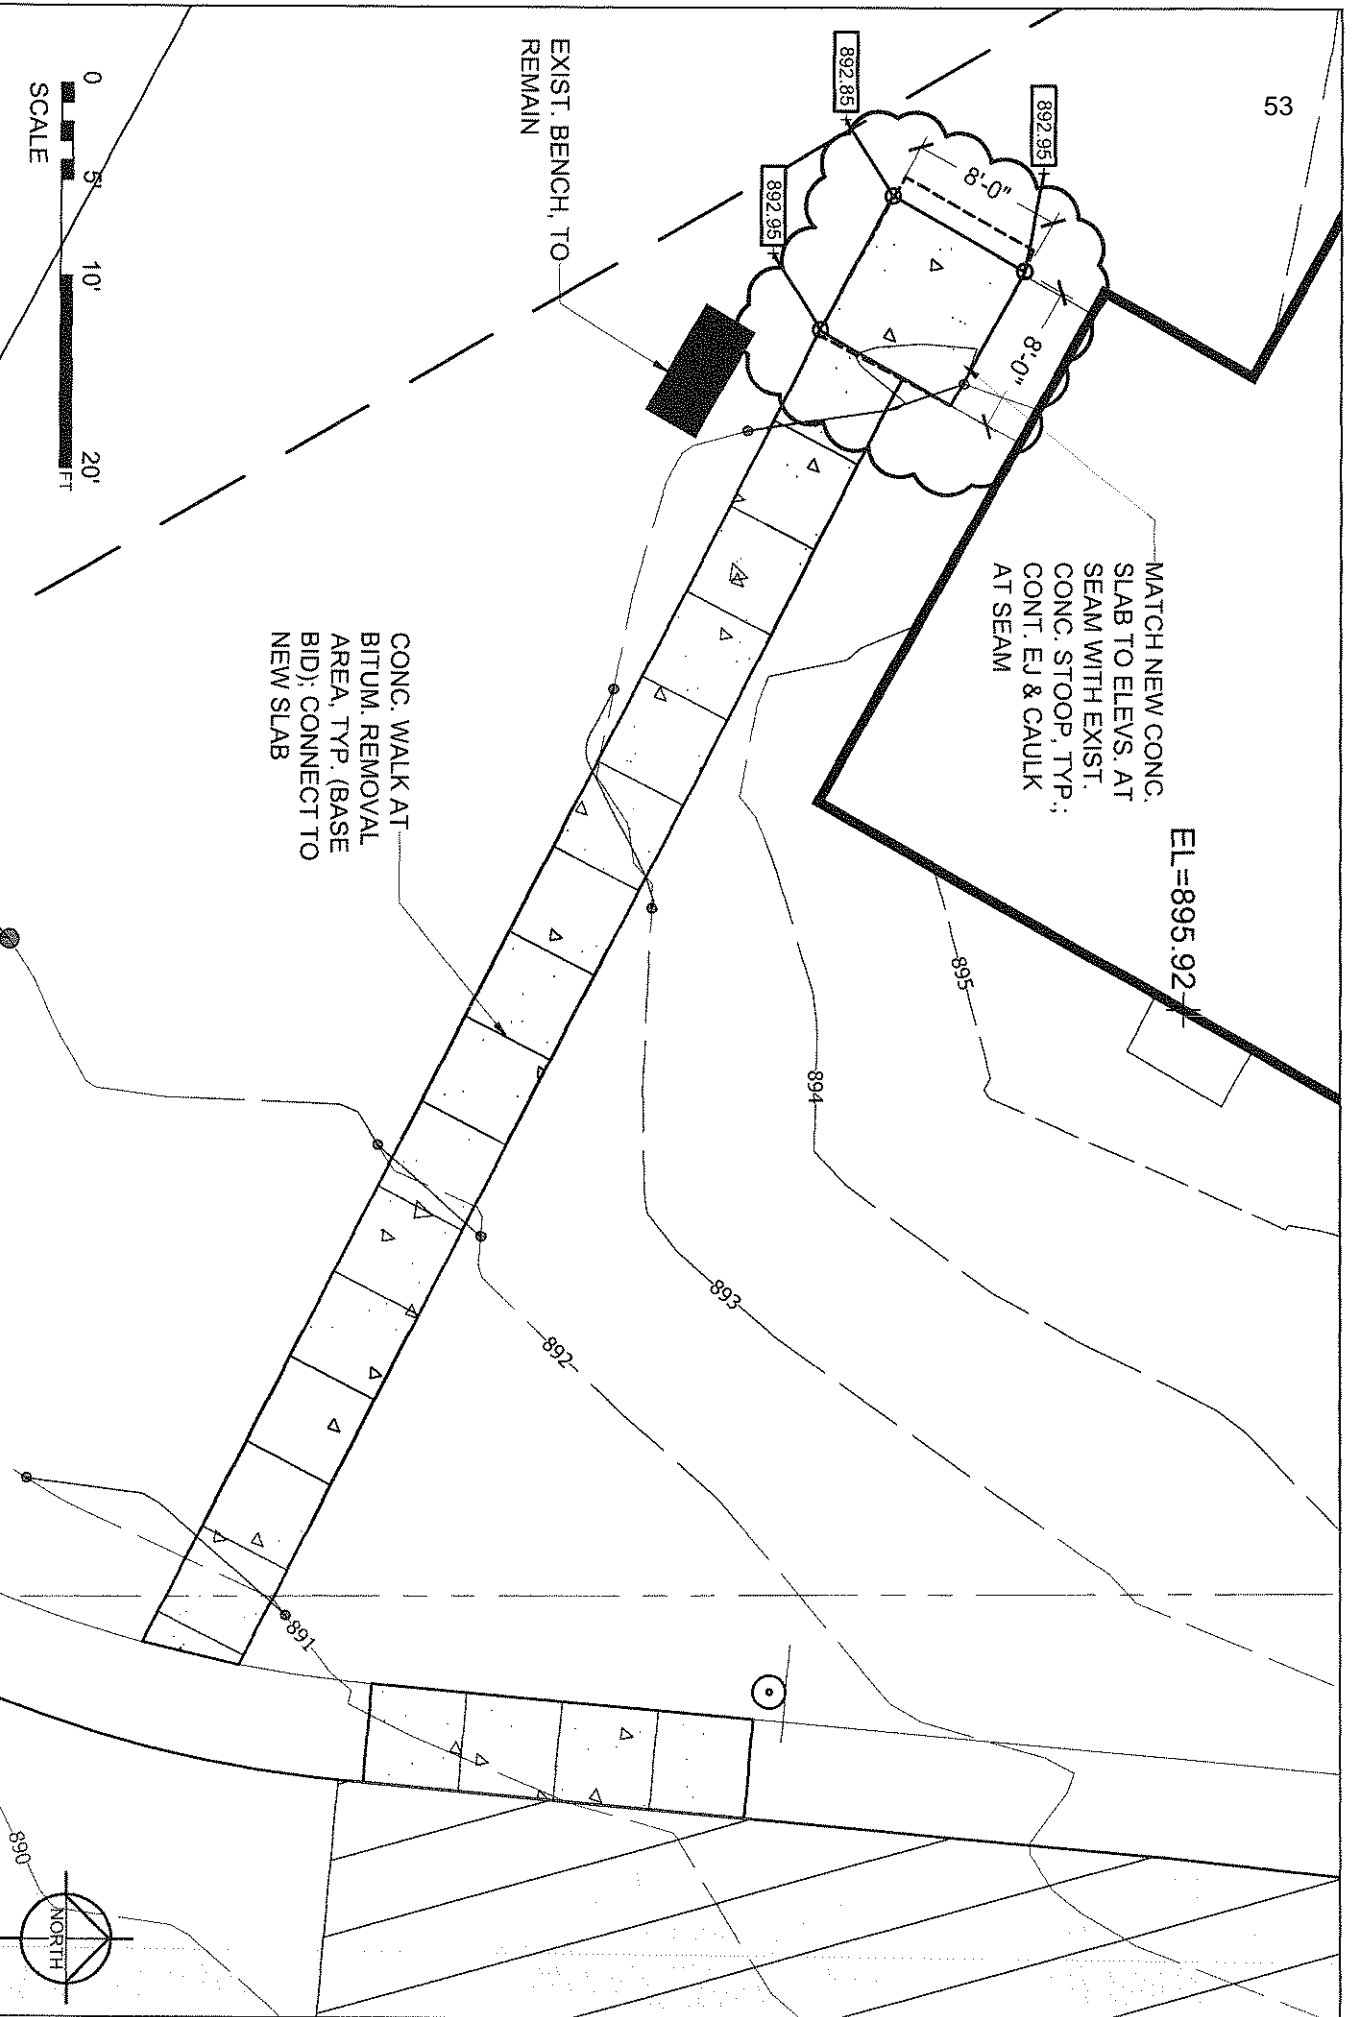 53
892.95
892.85
892.95
8'-0"
8'-0"
EXIST. BENCH, TO
REMAIN
MATCH NEW CONC.
SLAB TO ELEVS. AT
SEAM WITH EXIST.
CONC. STOOP, TYP.;
CONT. EJ & CAULK
AT SEAM
EL=895.92
CONC. WALK AT
BITUM. REMOVAL
AREA, TYP. (BASE
BID); CONNECT TO
NEW SLAB
895
894
893
892
891
890
0 5' 10' 20'
FT
SCALE
NORTH